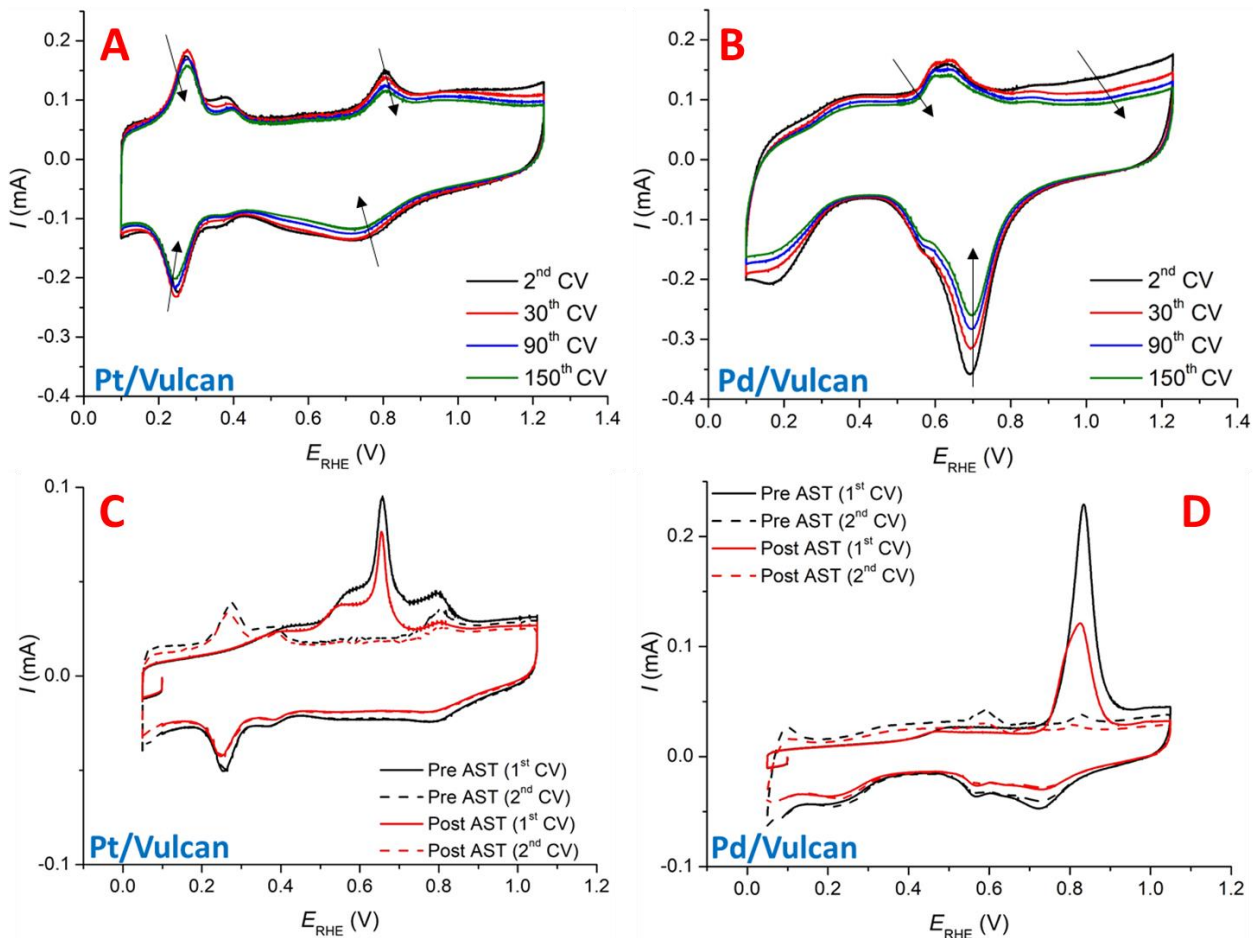 A
0.2
0.1
0.0
-0.1
-0.2
-0.3
-0.4
I (mA)
2nd CV
30th CV
90th CV
150th CV
Pt/Vulcan
0.0 0.2 0.4 0.6 0.8 1.0 1.2 1.4
ERHE (V)
B
0.2
0.1
0.0
-0.1
-0.2
-0.3
-0.4
I (mA)
2nd CV
30th CV
90th CV
150th CV
Pd/Vulcan
0.0 0.2 0.4 0.6 0.8 1.0 1.2 1.4
ERHE (V)
C
0.1
0.0
-0.1
I (mA)
Pre AST (1st CV)
Pre AST (2nd CV)
Post AST (1st CV)
Post AST (2nd CV)
Pt/Vulcan
0.0 0.2 0.4 0.6 0.8 1.0 1.2
ERHE (V)
D
Pre AST (1st CV)
Pre AST (2nd CV)
Post AST (1st CV)
Post AST (2nd CV)
0.2
0.1
0.0
-0.1
I (mA)
Pd/Vulcan
0.0 0.2 0.4 0.6 0.8 1.0 1.2
ERHE (V)